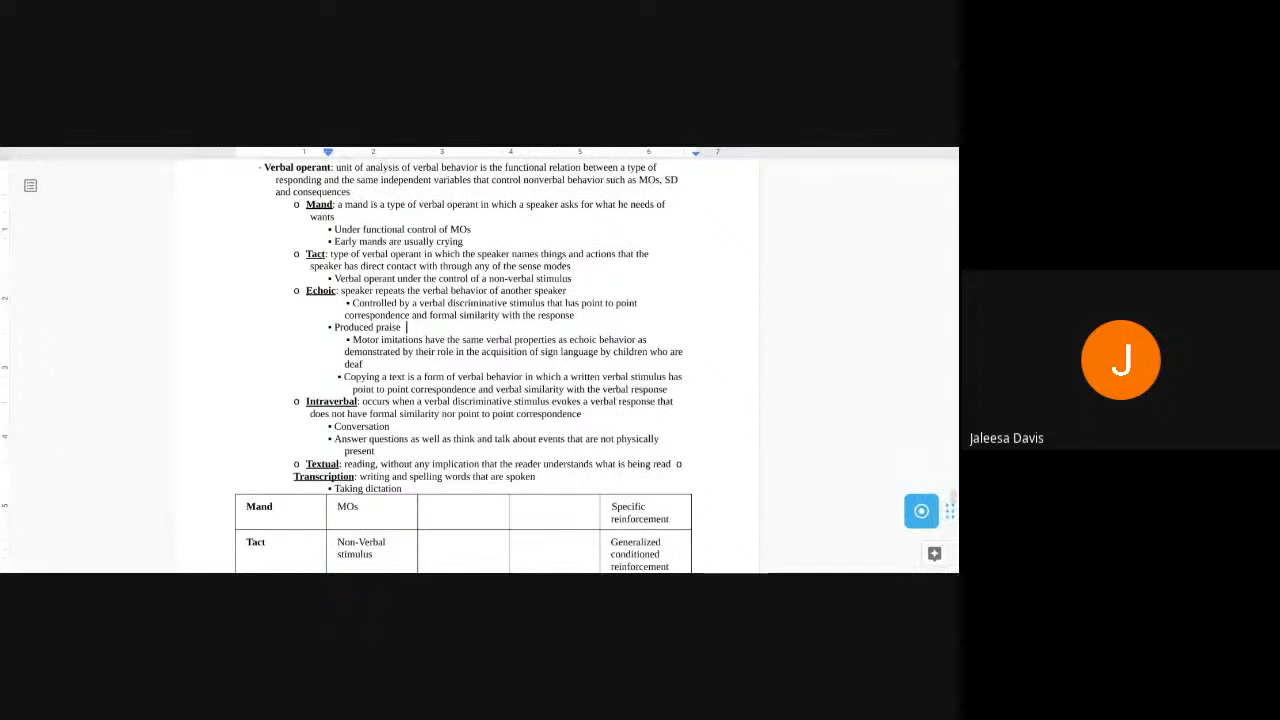 1 2 3 4 5 6 7
- Verbal operant: unit of analysis of verbal behavior is the functional relation between a type of
responding and the same independent variables that control nonverbal behavior such as MOs, SD
and consequences
o Mand: a mand is a type of verbal operant in which a speaker asks for what he needs of
wants
▪ Under functional control of MOs
▪ Early mands are usually crying
o Tact: type of verbal operant in which the speaker names things and actions that the
speaker has direct contact with through any of the sense modes
▪ Verbal operant under the control of a non-verbal stimulus
o Echoic: speaker repeats the verbal behavior of another speaker
▪ Controlled by a verbal discriminative stimulus that has point to point
correspondence and formal similarity with the response
▪ Produced praise
▪ Motor imitations have the same verbal properties as echoic behavior as
demonstrated by their role in the acquisition of sign language by children who are
deaf
▪ Copying a text is a form of verbal behavior in which a written verbal stimulus has
point to point correspondence and verbal similarity with the verbal response
o Intraverbal: occurs when a verbal discriminative stimulus evokes a verbal response that
does not have formal similarity nor point to point correspondence
▪ Conversation
▪ Answer questions as well as think and talk about events that are not physically
present
o Textual: reading, without any implication that the reader understands what is being read o
Transcription: writing and spelling words that are spoken
▪ Taking dictation
Mand MOs Specific
reinforcement
Tact Non-Verbal Generalized
stimulus conditioned
reinforcement
1
2
3
4
5
J
Jaleesa Davis